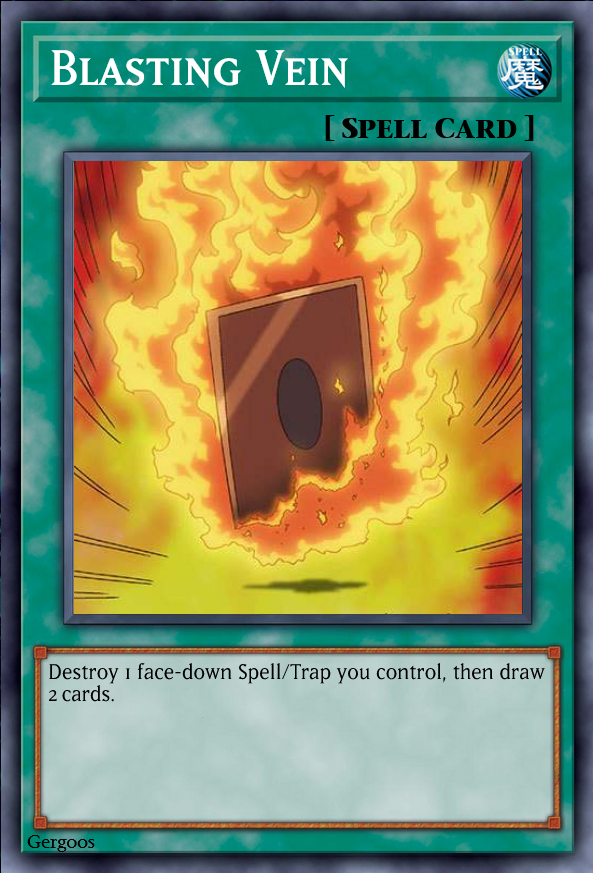 Blasting Vein
SPELL
魔
[ Spell Card ]
Destroy 1 face-down Spell/Trap you control, then draw
2 cards.
Gergoos